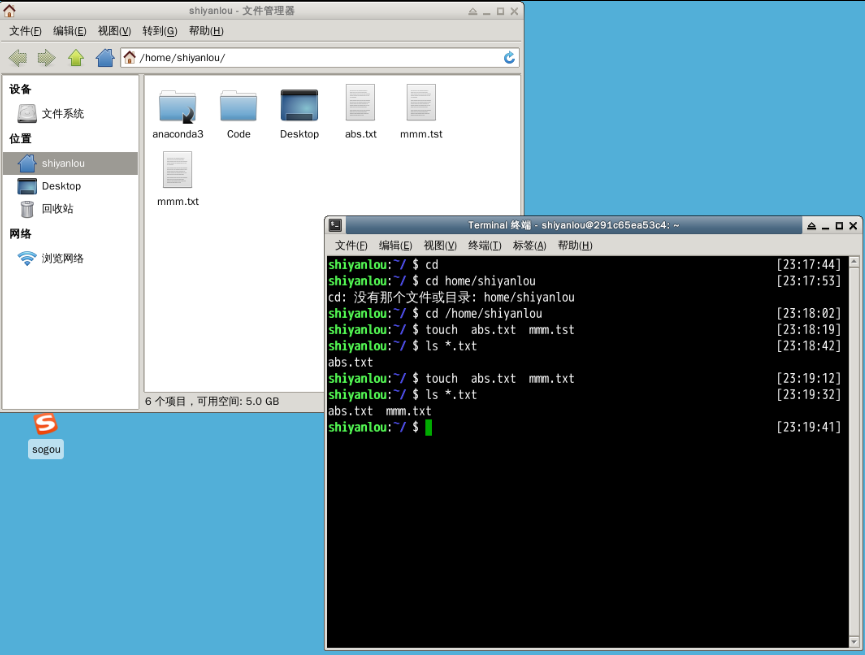 shiyanlou - 文件管理器
文件(F) 编辑(E) 视图(V) 转到(G) 帮助(H)
/home/shiyanlou/
设备
文件系统
位置
shiyanlou
Desktop
回收站
网络
浏览网络
anaconda3 Code Desktop abs.txt mmm.tst
mmm.txt
6 个项目，可用空间: 5.0 GB
sogou
Terminal 终端 - shiyanlou@291c65ea53c4: ~
文件(F) 编辑(E) 视图(V) 终端(T) 标签(A) 帮助(H)
shiyanlou:~/ $ cd [23:17:44]
shiyanlou:~/ $ cd home/shiyanlou [23:17:53]
cd: 没有那个文件或目录: home/shiyanlou
shiyanlou:~/ $ cd /home/shiyanlou [23:18:02]
shiyanlou:~/ $ touch  abs.txt  mmm.tst [23:18:19]
shiyanlou:~/ $ ls *.txt [23:18:42]
abs.txt
shiyanlou:~/ $ touch  abs.txt  mmm.txt [23:19:12]
shiyanlou:~/ $ ls *.txt [23:19:32]
abs.txt  mmm.txt
shiyanlou:~/ $ [23:19:41]